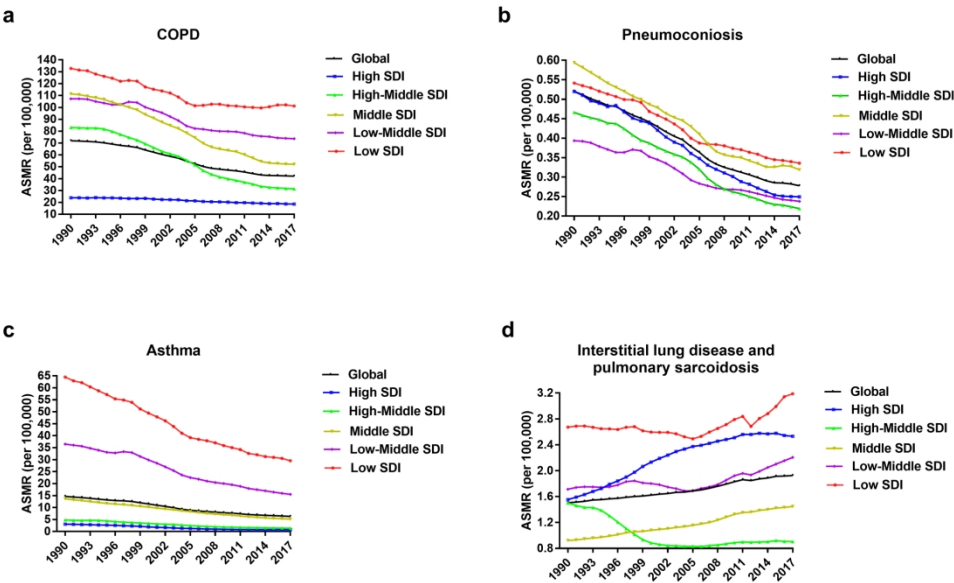 a
COPD
ASMR (per 100,000)
140
130
120
110
100
90
80
70
60
50
40
30
20
10
1990
1993
1996
1999
2002
2005
2008
2011
2014
2017
Global
High SDI
High-Middle SDI
Middle SDI
Low-Middle SDI
Low SDI
b
Pneumoconiosis
ASMR (per 100,000)
0.60
0.55
0.50
0.45
0.40
0.35
0.30
0.25
0.20
1990
1993
1996
1999
2002
2005
2008
2011
2014
2017
Global
High SDI
High-Middle SDI
Middle SDI
Low-Middle SDI
Low SDI
c
Asthma
ASMR (per 100,000)
65
60
55
50
45
40
35
30
25
20
15
10
5
0
1990
1993
1996
1999
2002
2005
2008
2011
2014
2017
Global
High SDI
High-Middle SDI
Middle SDI
Low-Middle SDI
Low SDI
d
Interstitial lung disease and
pulmonary sarcoidosis
ASMR (per 100,000)
3.2
2.8
2.4
2.0
1.6
1.2
0.8
1990
1993
1996
1999
2002
2005
2008
2011
2014
2017
Global
High SDI
High-Middle SDI
Middle SDI
Low-Middle SDI
Low SDI